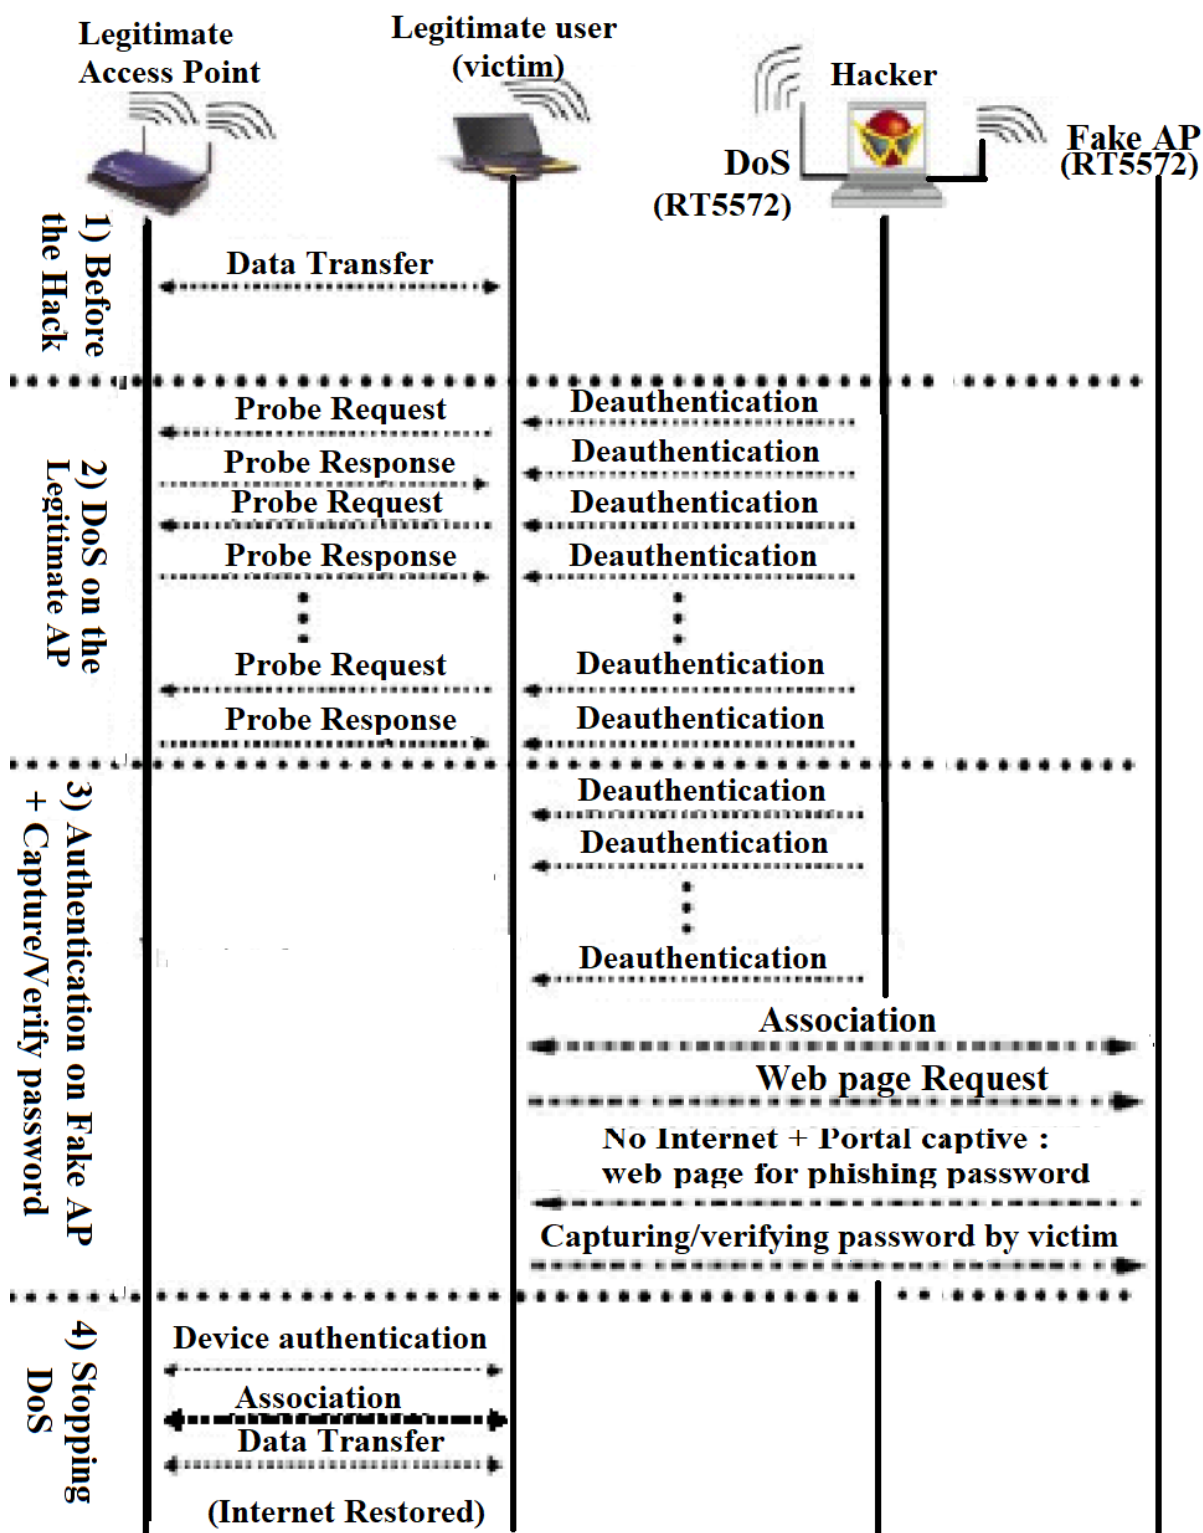 Legitimate
Access Point
Legitimate user
(victim)
Hacker
DoS
(RT5572)
Fake AP
(RT5572)
1) Before
the Hack
Data Transfer
2) DoS on the
Legitimate AP
Probe Request
Deauthentication
Probe Response
Deauthentication
Probe Request
Deauthentication
Probe Response
Deauthentication
Probe Request
Deauthentication
Probe Response
Deauthentication
3) Authentication on Fake AP
+ Capture/Verify password
Deauthentication
Deauthentication
Deauthentication
Association
Web page Request
No Internet + Portal captive :
web page for phishing password
Capturing/verifying password by victim
4) Stopping
DoS
Device authentication
Association
Data Transfer
(Internet Restored)